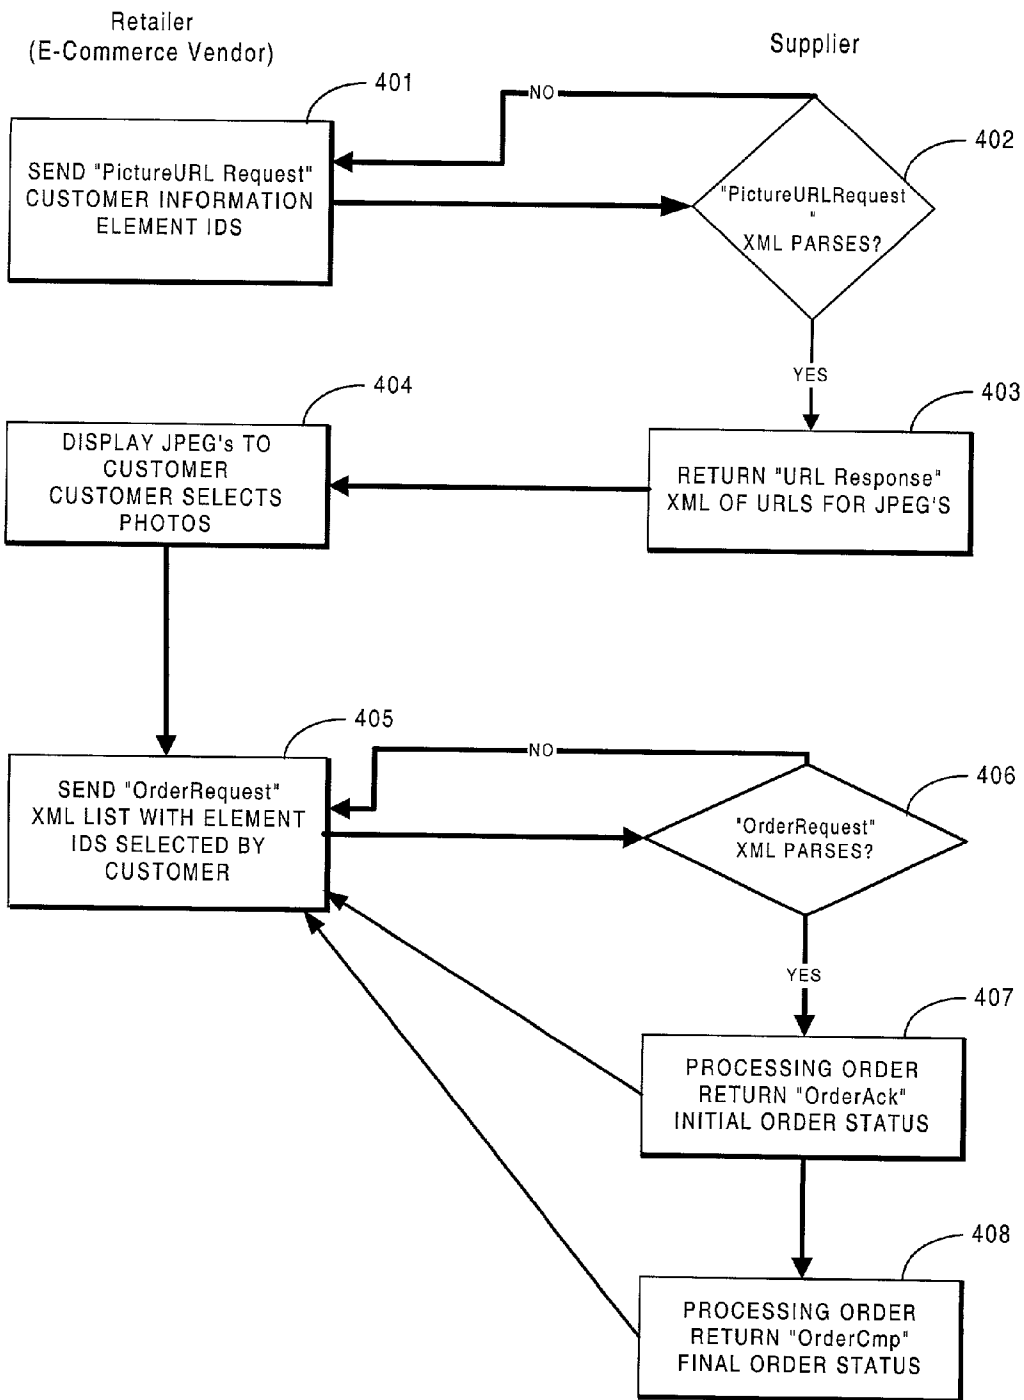 Retailer
(E-Commerce Vendor)
Supplier
401
NO
402
SEND "PictureURL Request"
CUSTOMER INFORMATION
ELEMENT IDS
"PictureURLRequest
"
XML PARSES?
YES
404
403
DISPLAY JPEG's TO
CUSTOMER
CUSTOMER SELECTS
PHOTOS
RETURN "URL Response"
XML OF URLS FOR JPEG'S
405
NO
406
SEND "OrderRequest"
XML LIST WITH ELEMENT
IDS SELECTED BY
CUSTOMER
"OrderRequest"
XML PARSES?
YES
407
PROCESSING ORDER
RETURN "OrderAck"
INITIAL ORDER STATUS
408
PROCESSING ORDER
RETURN "OrderCmp"
FINAL ORDER STATUS